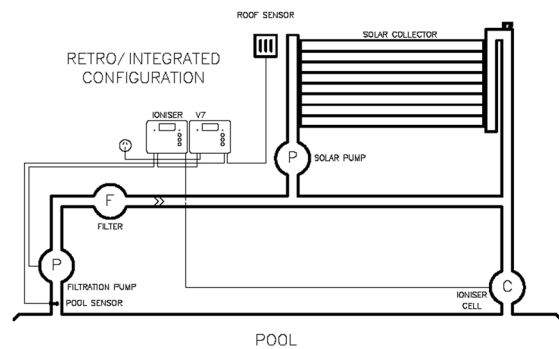 ROOF SENSOR
SOLAR COLLECTOR
RETRO/INTEGRATED
CONFIGURATION
IONISER V7
P
SOLAR PUMP
F
FILTER
P
FILTRATION PUMP
POOL SENSOR
C
IONISER
CELL
POOL